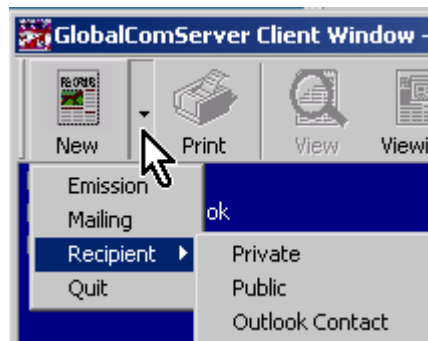 GlobalComServer Client Window -
New
Print
View
Viewi
Emission
Mailing
ok
Recipient
Private
Quit
Public
Outlook Contact